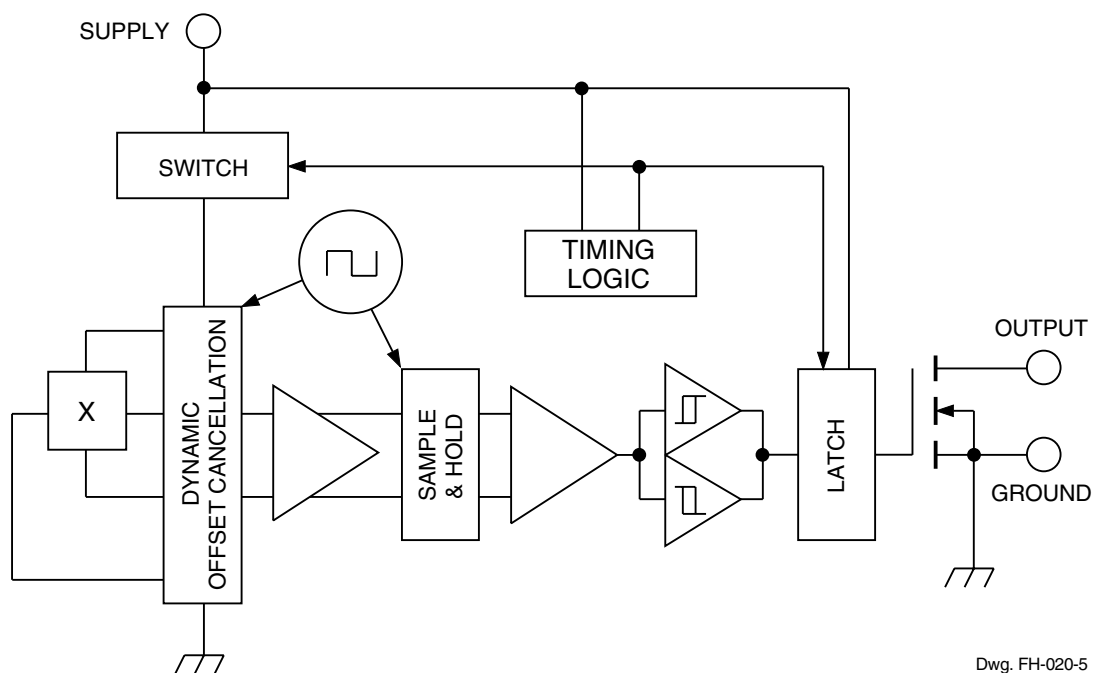 SUPPLY
SWITCH
TIMING
LOGIC
X
DYNAMIC
OFFSET CANCELLATION
SAMPLE
& HOLD
LATCH
OUTPUT
GROUND
Dwg. FH-020-5